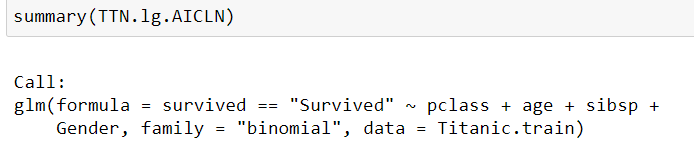 summary(TTN.lg.AICLN)
Call:
glm(formula = survived == "Survived" ~ pclass + age + sibsp +
    Gender, family = "binomial", data = Titanic.train)